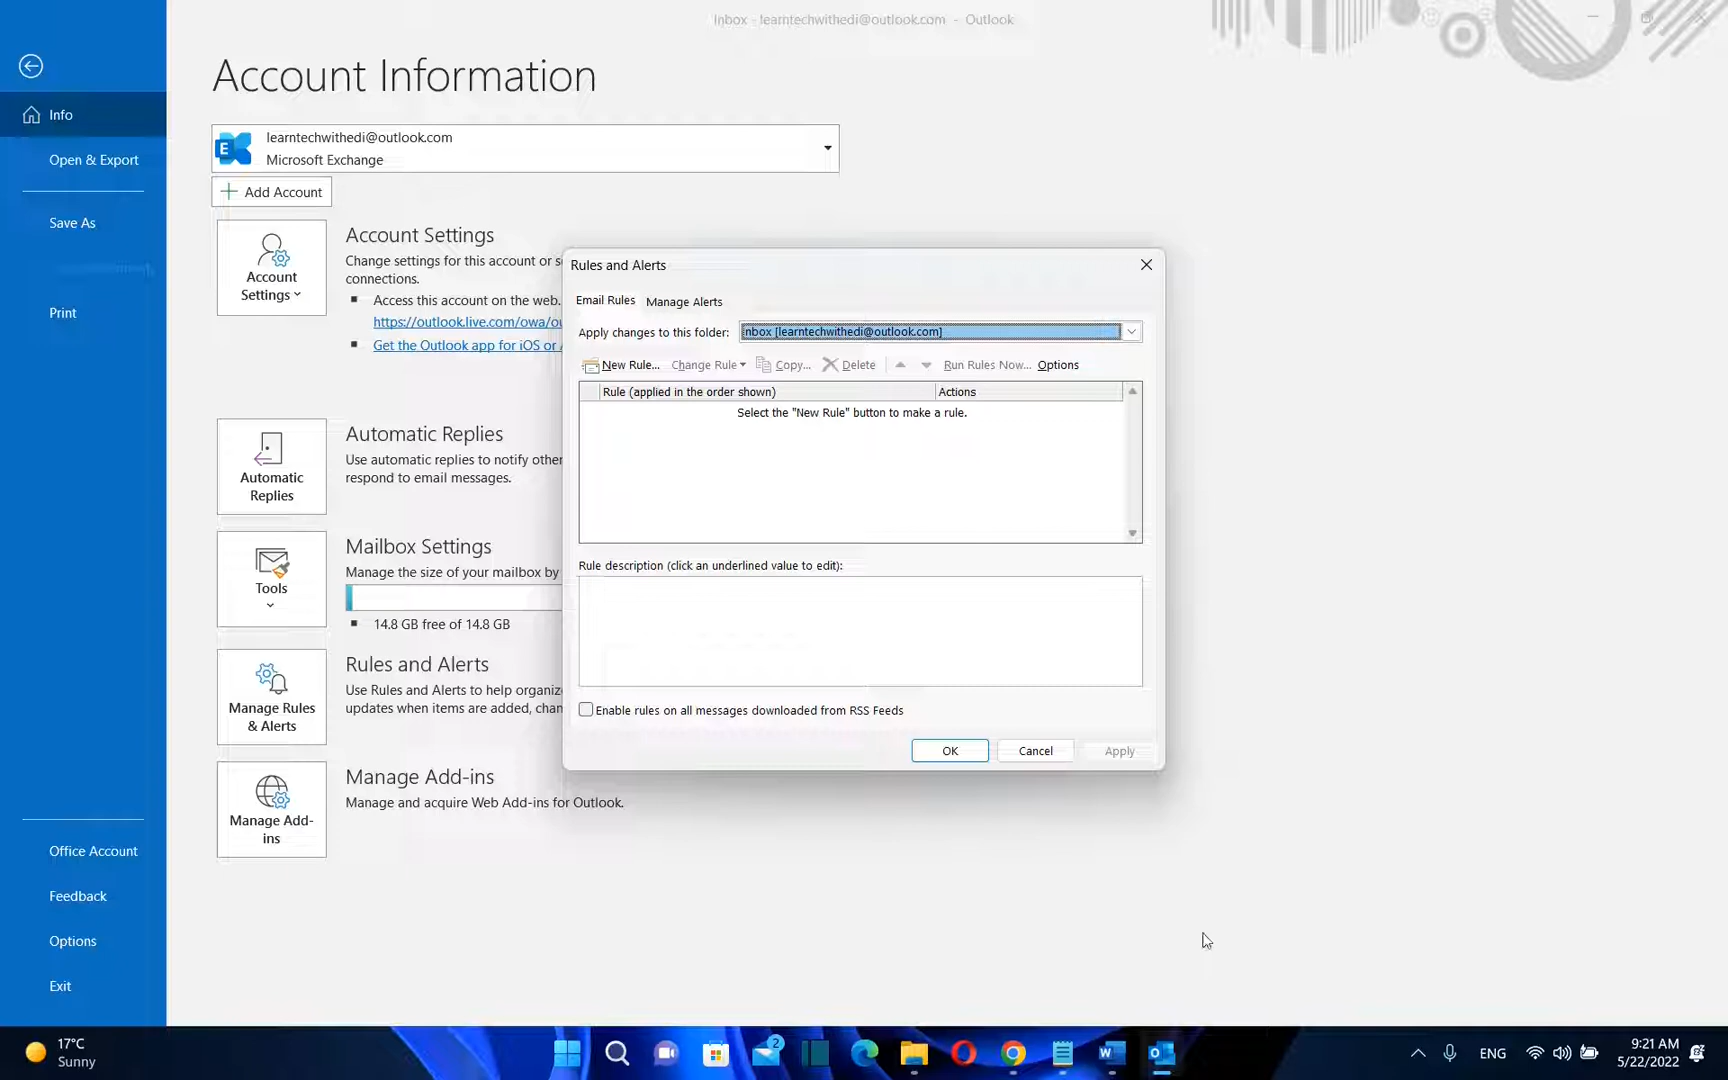 Inbox - learntechwithedi@outlook.com - Outlook
Account Information
Info
Open & Export
Save As
Print
Office Account
Feedback
Options
Exit
learntechwithedi@outlook.com
Microsoft Exchange
Add Account
Account
Settings
Account Settings
Change settings for this account or
connections.
Access this account on the web.
https://outlook.live.com/owa/
Get the Outlook app for iOS or
Automatic
Replies
Automatic Replies
Use automatic replies to notify
respond to email messages.
Tools
Mailbox Settings
Manage the size of your mailbox by
14.8 GB free of 14.8 GB
Manage Rules
& Alerts
Rules and Alerts
Use Rules and Alerts to help
updates when items are added,
Manage Add-
ins
Manage Add-ins
Manage and acquire Web Add-ins for Outlook.
Rules and Alerts
Email Rules Manage Alerts
Apply changes to this folder: Inbox [learntechwithedi@outlook.com]
New Rule... Change Rule Copy... Delete Run Rules Now... Options
Rule (applied in the order shown) Actions
Select the "New Rule" button to make a rule.
Rule description (click an underlined value to edit):
Enable rules on all messages downloaded from RSS Feeds
OK Cancel Apply
17°C
Sunny
2
ENG
9:21 AM
5/22/2022